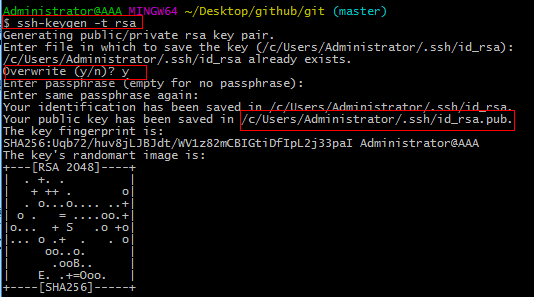 Administrator@AAA MINGW64 ~/Desktop/github/git (master)
$ ssh-keygen -t rsa
Generating public/private rsa key pair.
Enter file in which to save the key (/c/Users/Administrator/.ssh/id_rsa):
/c/Users/Administrator/.ssh/id_rsa already exists.
Overwrite (y/n)? y
Enter passphrase (empty for no passphrase):
Enter same passphrase again:
Your identification has been saved in /c/Users/Administrator/.ssh/id_rsa.
Your public key has been saved in /c/Users/Administrator/.ssh/id_rsa.pub.
The key fingerprint is:
SHA256:Uqb72/huv8jLJBJdt/WV1z82mCBIGtiDfIpL2j33paI Administrator@AAA
The key's randomart image is:
+---[RSA 2048]----+
|  . +. .         |
|   + ++ .       o|
|  . o...o.... ..+|
| o .   = ....oo.+|
|o...  + S   .o +o|
|... o .+  .   . o|
|     oo..o.      |
|      .ooB..     |
|    E. .+=Ooo.   |
+----[SHA256]-----+